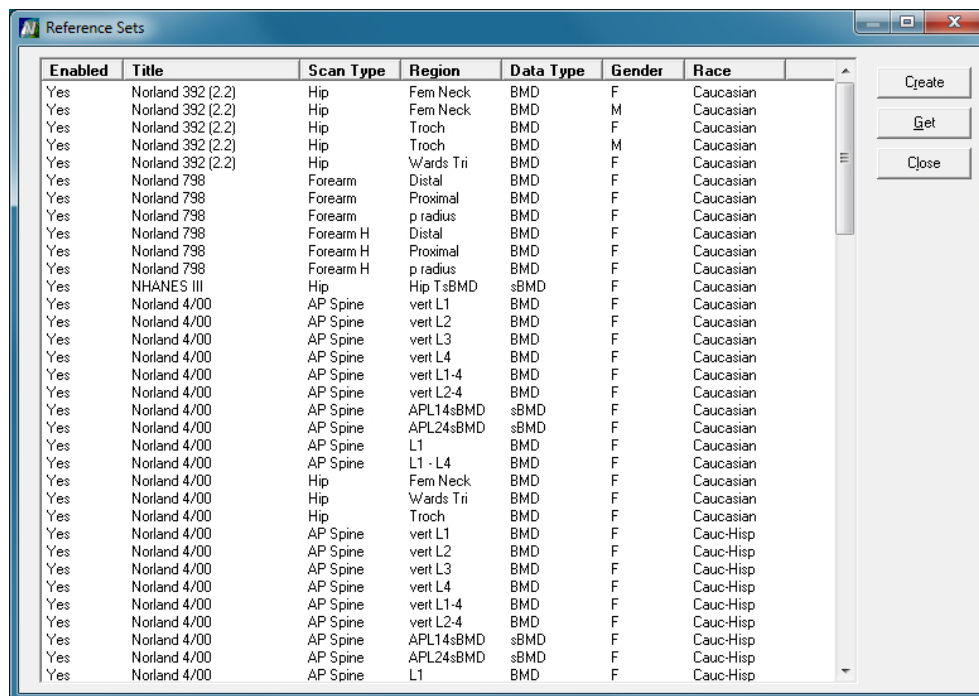 Reference Sets
Enabled Title Scan Type Region Data Type Gender Race
Yes Norland 392 (2.2) Hip Fem Neck BMD F Caucasian
Yes Norland 392 (2.2) Hip Fem Neck BMD M Caucasian
Yes Norland 392 (2.2) Hip Troch BMD F Caucasian
Yes Norland 392 (2.2) Hip Troch BMD M Caucasian
Yes Norland 392 (2.2) Hip Wards Tri BMD F Caucasian
Yes Norland 798 Forearm Distal BMD F Caucasian
Yes Norland 798 Forearm Proximal BMD F Caucasian
Yes Norland 798 Forearm p radius BMD F Caucasian
Yes Norland 798 Forearm H Distal BMD F Caucasian
Yes Norland 798 Forearm H Proximal BMD F Caucasian
Yes Norland 798 Forearm H p radius BMD F Caucasian
Yes NHANES III Hip Hip TsBMD sBMD F Caucasian
Yes Norland 4/00 AP Spine vert L1 BMD F Caucasian
Yes Norland 4/00 AP Spine vert L2 BMD F Caucasian
Yes Norland 4/00 AP Spine vert L3 BMD F Caucasian
Yes Norland 4/00 AP Spine vert L4 BMD F Caucasian
Yes Norland 4/00 AP Spine vert L1-4 BMD F Caucasian
Yes Norland 4/00 AP Spine vert L2-4 BMD F Caucasian
Yes Norland 4/00 AP Spine APL14sBMD sBMD F Caucasian
Yes Norland 4/00 AP Spine APL24sBMD sBMD F Caucasian
Yes Norland 4/00 AP Spine L1 BMD F Caucasian
Yes Norland 4/00 AP Spine L1 - L4 BMD F Caucasian
Yes Norland 4/00 Hip Fem Neck BMD F Caucasian
Yes Norland 4/00 Hip Wards Tri BMD F Caucasian
Yes Norland 4/00 Hip Troch BMD F Caucasian
Yes Norland 4/00 AP Spine vert L1 BMD F Cauc-Hisp
Yes Norland 4/00 AP Spine vert L2 BMD F Cauc-Hisp
Yes Norland 4/00 AP Spine vert L3 BMD F Cauc-Hisp
Yes Norland 4/00 AP Spine vert L4 BMD F Cauc-Hisp
Yes Norland 4/00 AP Spine vert L1-4 BMD F Cauc-Hisp
Yes Norland 4/00 AP Spine vert L2-4 BMD F Cauc-Hisp
Yes Norland 4/00 AP Spine APL14sBMD sBMD F Cauc-Hisp
Yes Norland 4/00 AP Spine APL24sBMD sBMD F Cauc-Hisp
Yes Norland 4/00 AP Spine L1 BMD F Cauc-Hisp
Create
Get
Close